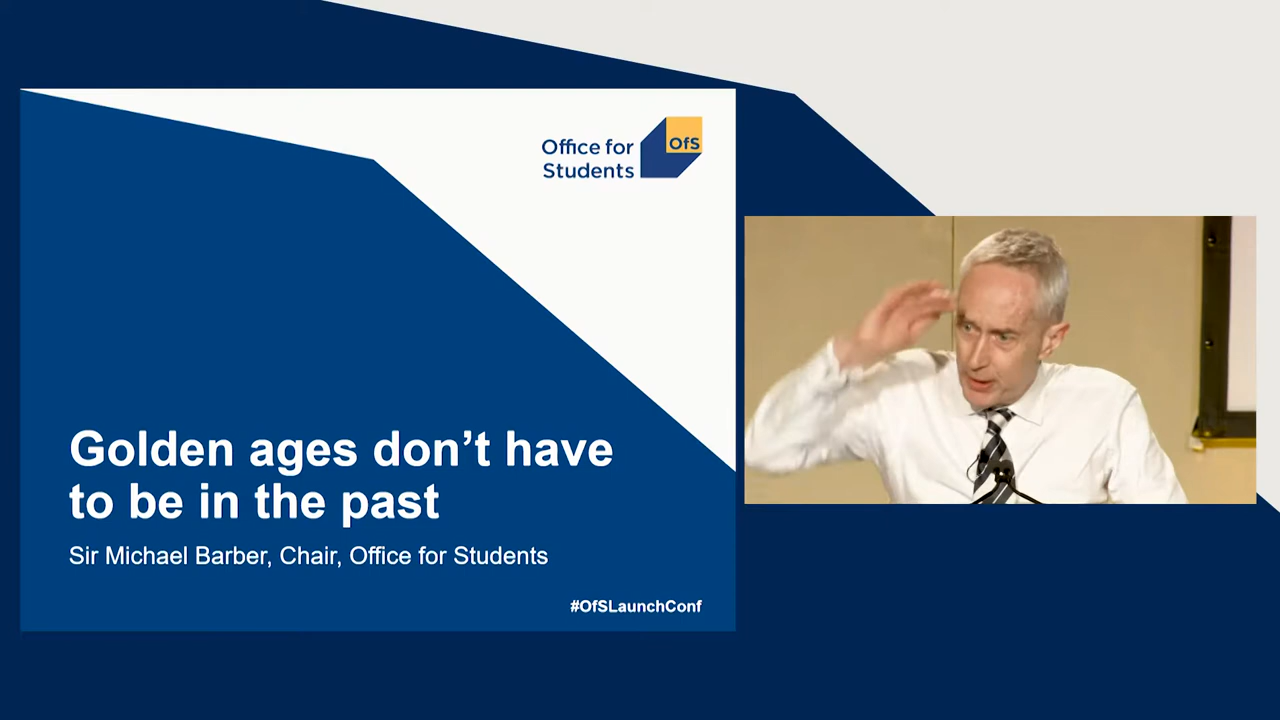 Office for
Students
OfS
Golden ages don’t have
to be in the past
Sir Michael Barber, Chair, Office for Students
#OfSLaunchConf